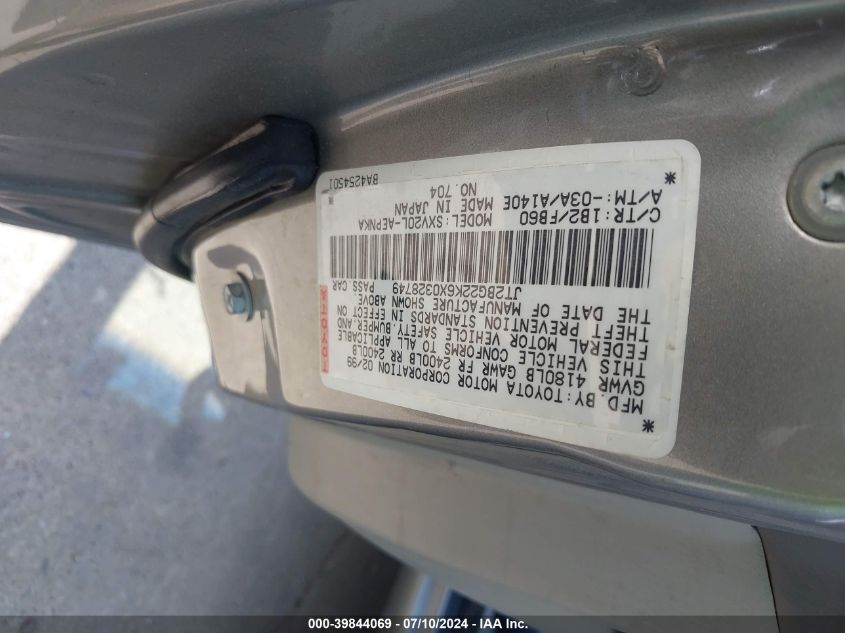 MFD.BY:TOYOTA MOTOR CORPORATION 02/99
GVWR 4180LB GAWR FR 2400LB RR 2400LB
THIS VEHICLE CONFORMS TO ALL APPLICABLE
FEDERAL MOTOR VEHICLE SAFETY,BUMPER AND
THEFT PREVENTION STANDARDS IN EFFECT ON
THE DATE OF MANUFACTURE SHOWN ABOVE.
JT2BG22K6X0328749 PASS CAR
TOYOTA
C/TR:1B2/FB60 MODEL:SXV20L-AEPNKA
A/TM:-03A/A140E MADE IN JAPAN
NO.704 BA4254S01
000-39844069 - 07/10/2024 - IAA Inc.